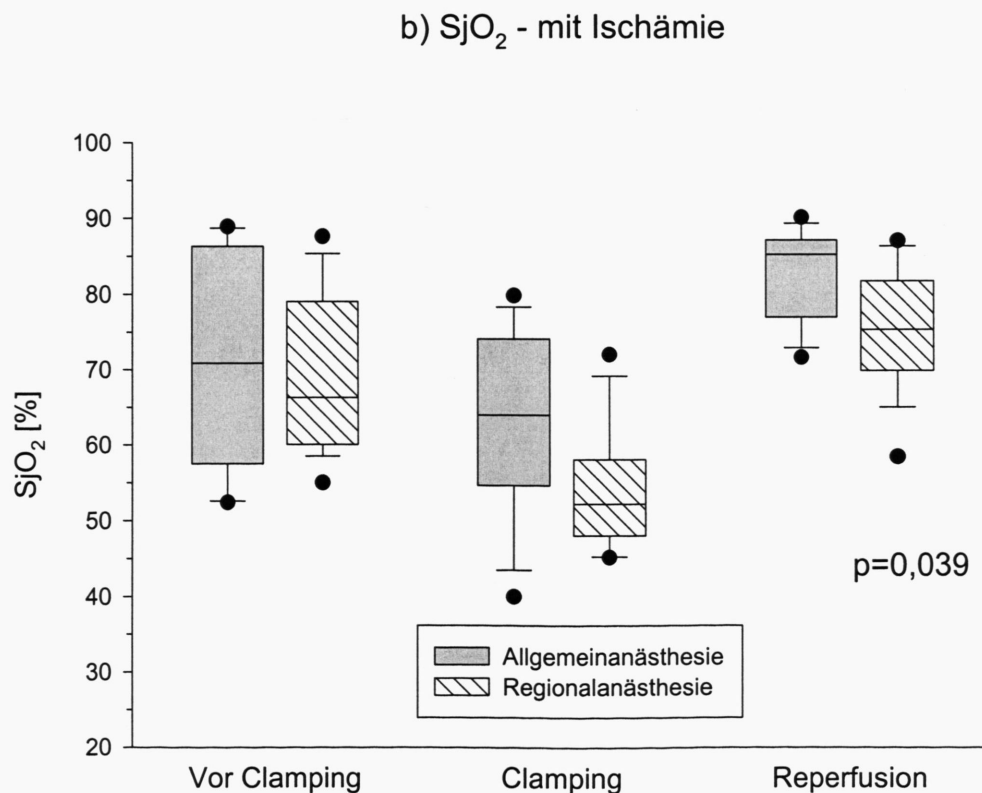 b) SjO₂ - mit Ischämie
100
90
80
70
60
50
40
30
20
SjO₂ [%]
p=0,039
Allgemeinanästhesie
Regionalanästhesie
Vor Clamping Clamping Reperfusion